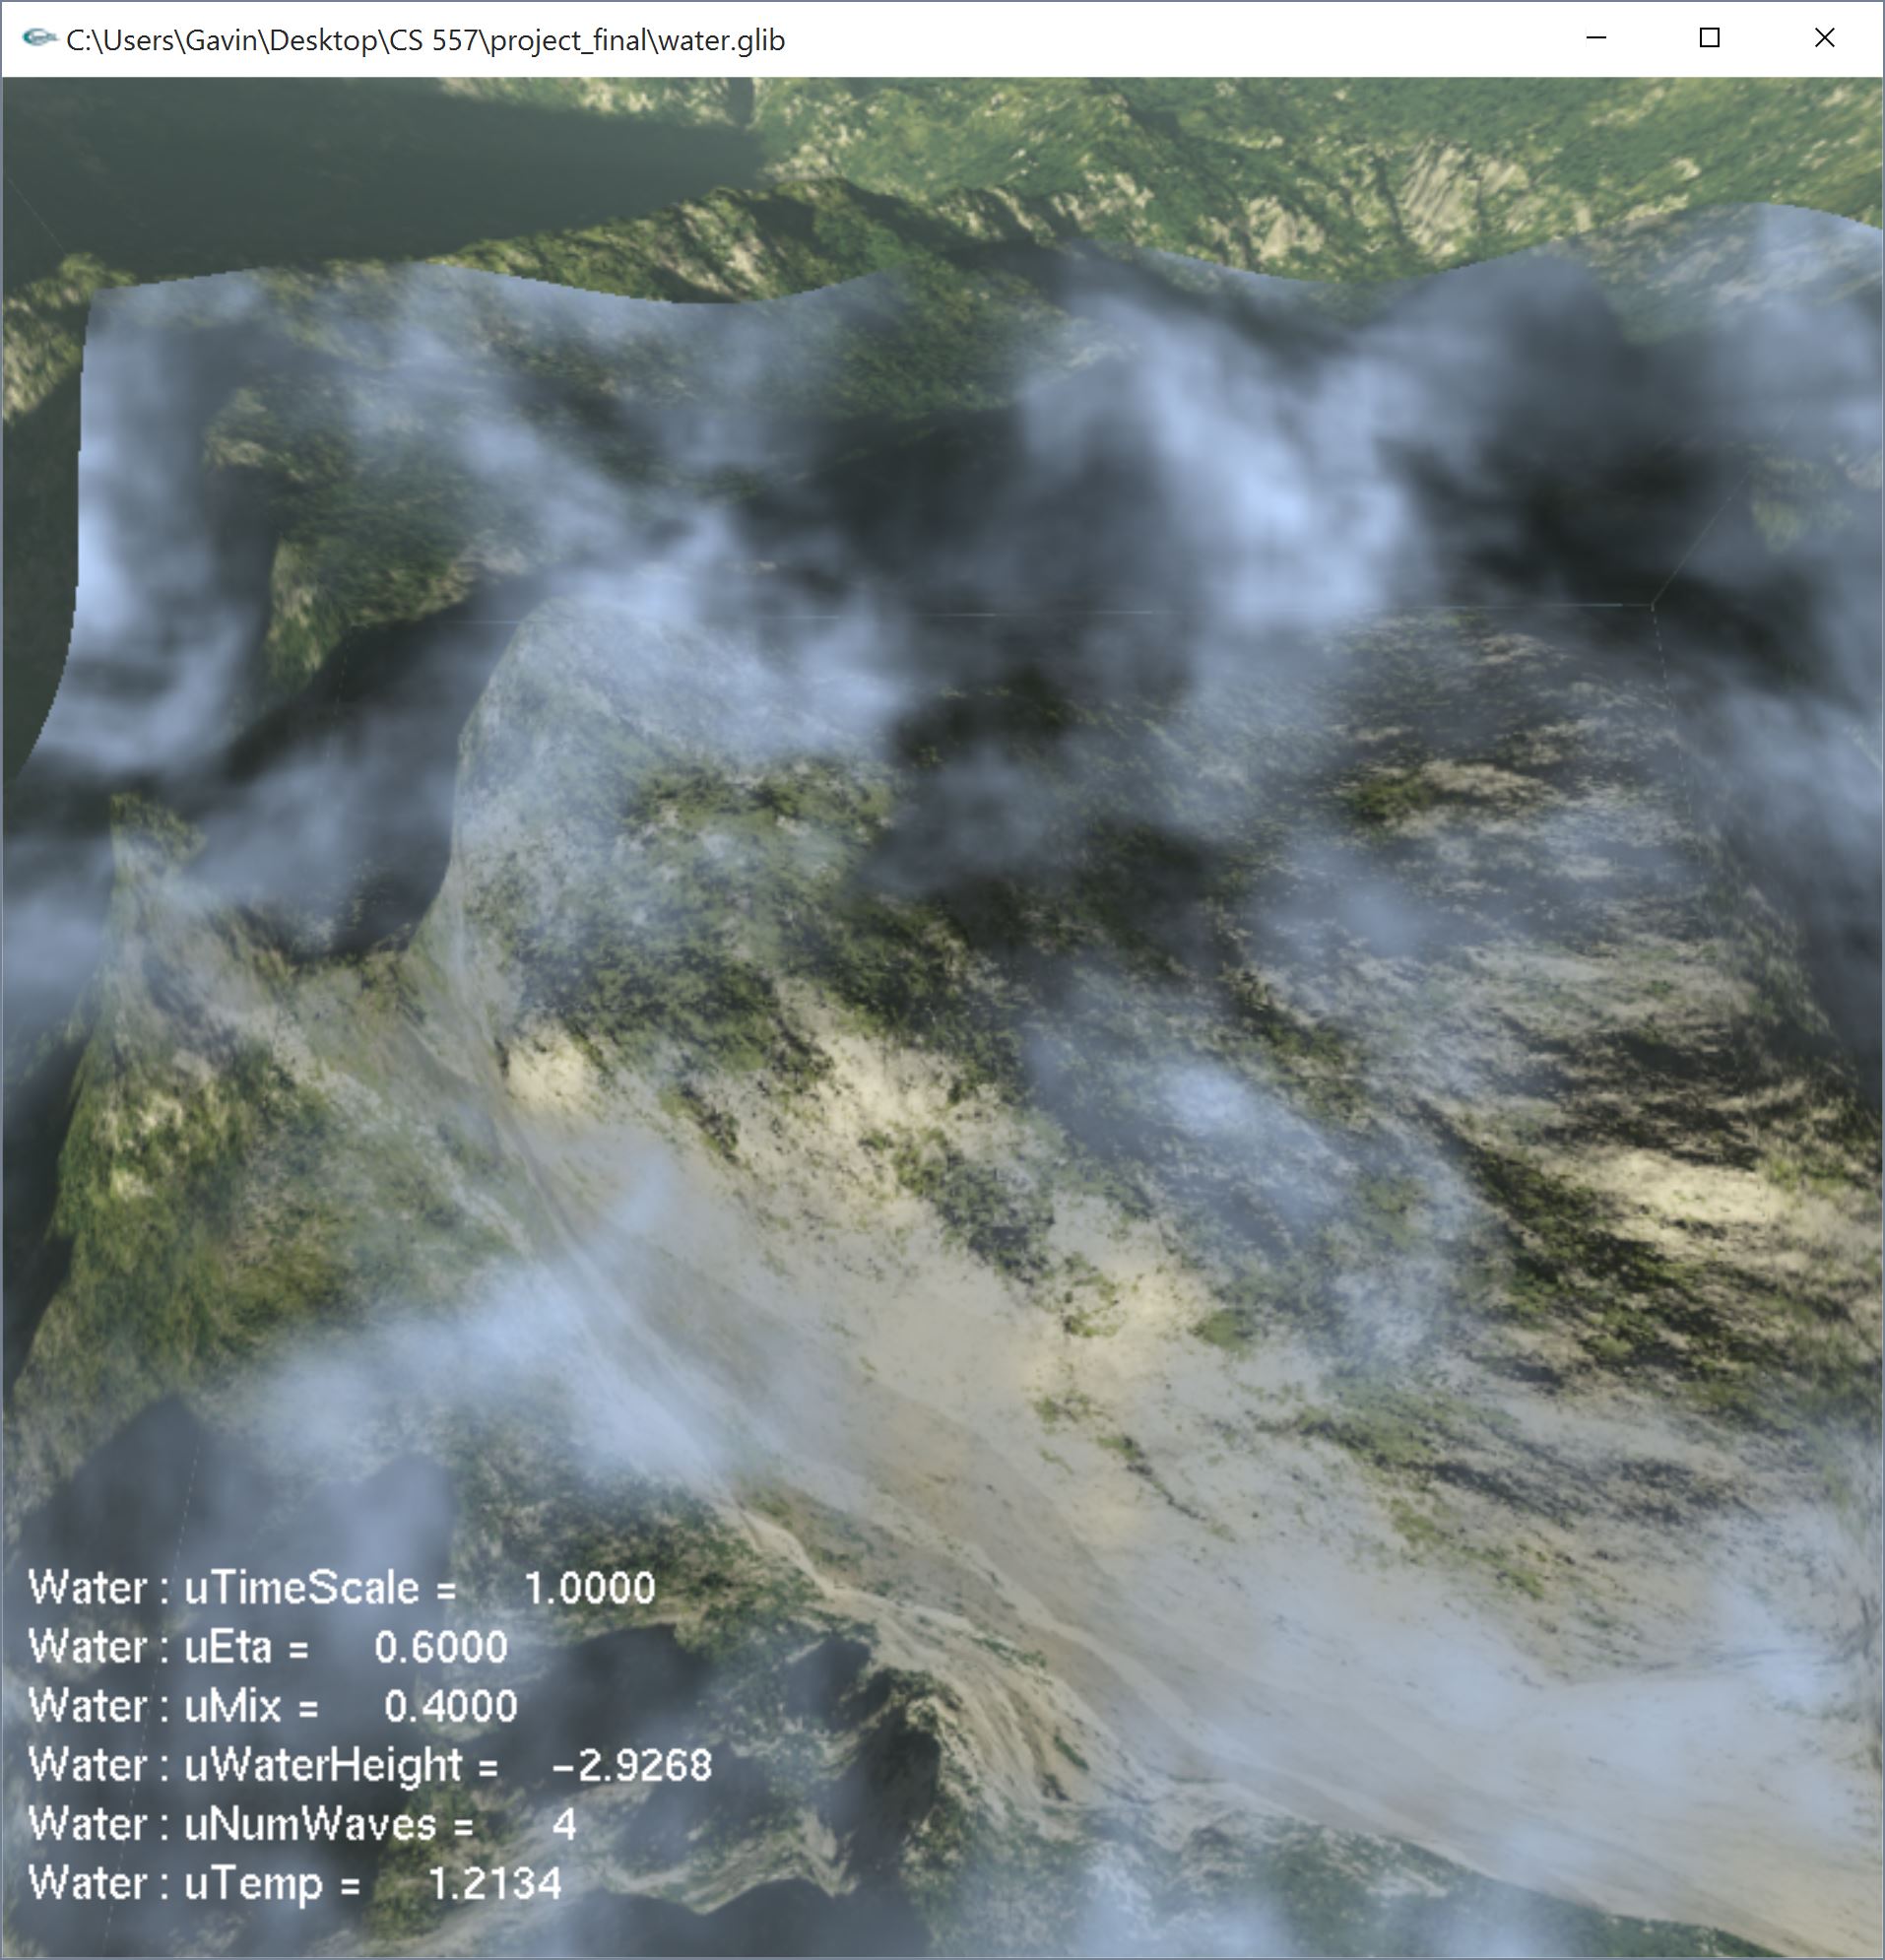 C:\Users\Gavin\Desktop\CS 557\project_final\water.glib
Water : uTimeScale = 1.0000
Water : uEta = 0.6000
Water : uMix = 0.4000
Water : uWaterHeight = -2.9268
Water : uNumWaves = 4
Water : uTemp = 1.2134